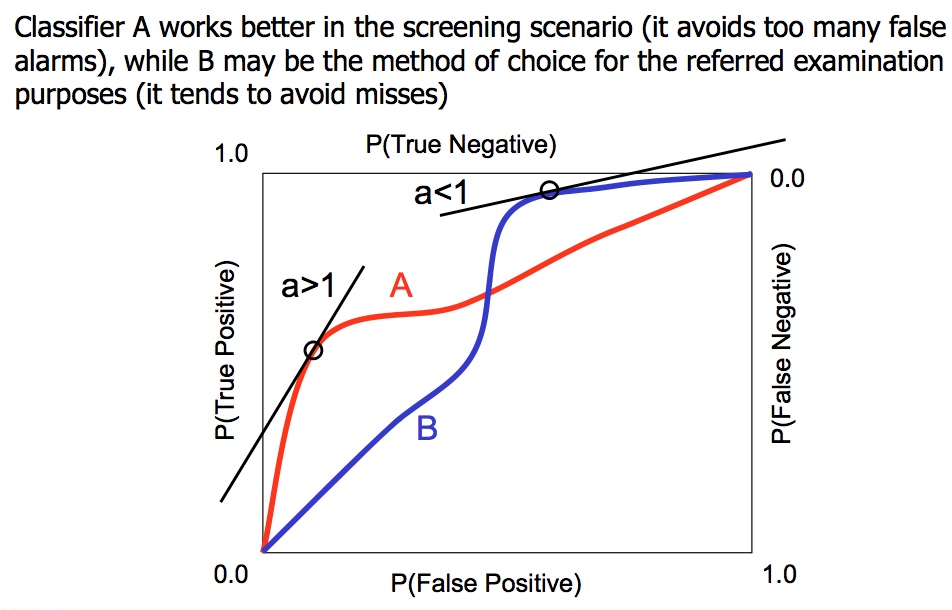 Classifier A works better in the screening scenario (it avoids too many false
alarms), while B may be the method of choice for the referred examination
purposes (it tends to avoid misses)
P(True Negative)
1.0
0.0
a<1
a>1
A
P(True Positive)
P(False Negative)
B
0.0
P(False Positive)
1.0